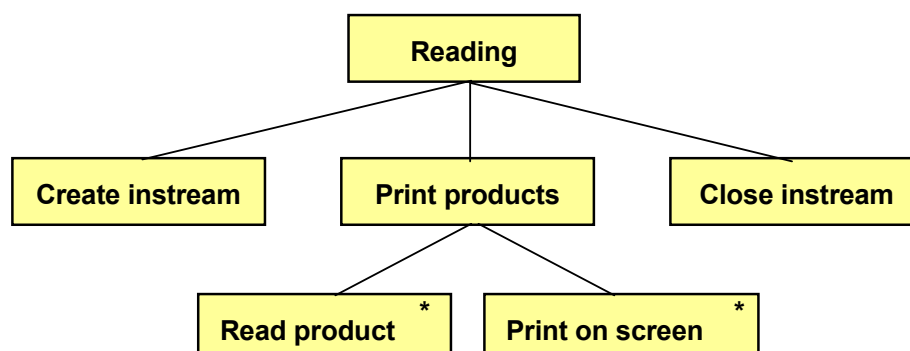 Reading
Create instream
Print products
Close instream
Read product *
Print on screen *